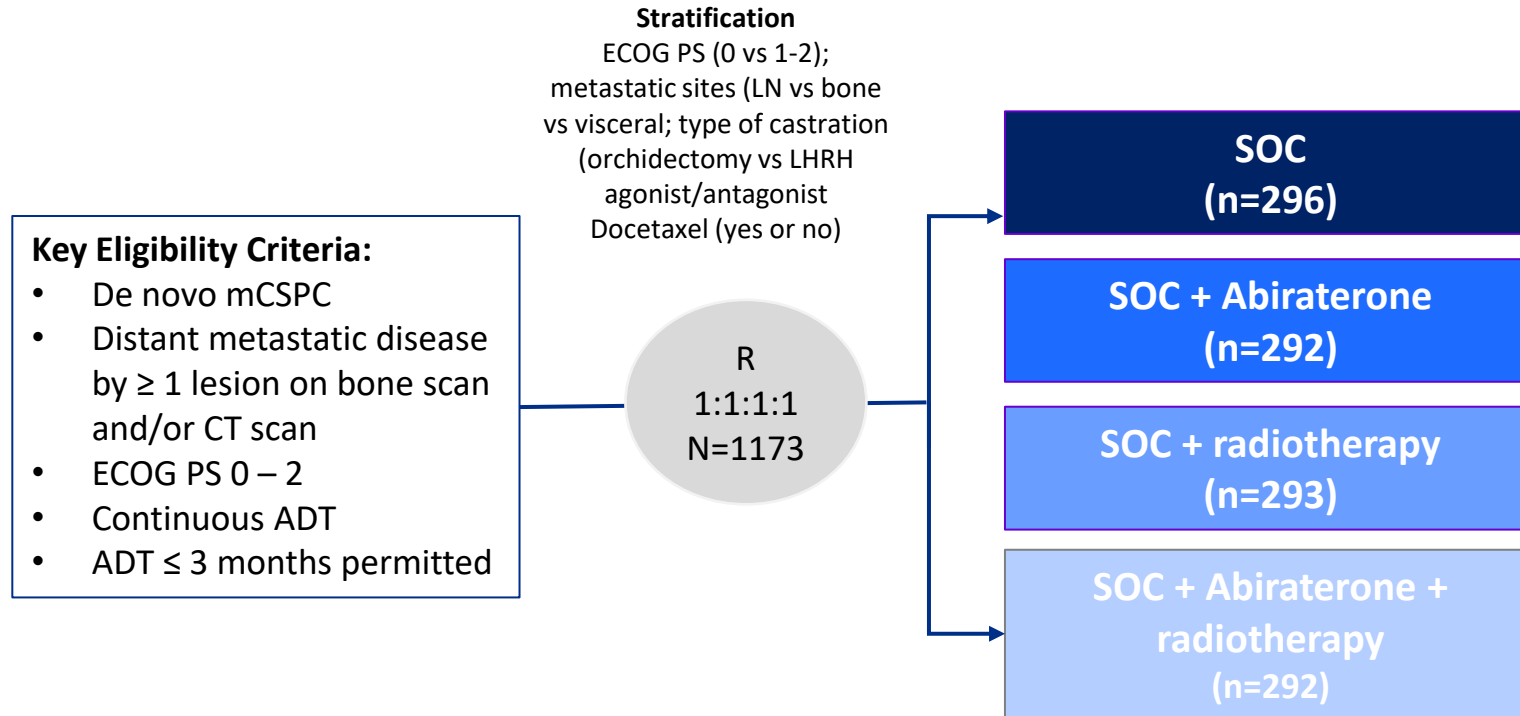 Stratification
ECOG PS (0 vs 1-2);
metastatic sites (LN vs bone
vs visceral; type of castration
(orchidectomy vs LHRH
agonist/antagonist
Docetaxel (yes or no)
Key Eligibility Criteria:
• De novo mCSPC
• Distant metastatic disease
by ≥ 1 lesion on bone scan
and/or CT scan
• ECOG PS 0 – 2
• Continuous ADT
• ADT ≤ 3 months permitted
R
1:1:1:1
N=1173
SOC
(n=296)
SOC + Abiraterone
(n=292)
SOC + radiotherapy
(n=293)
SOC + Abiraterone +
radiotherapy
(n=292)